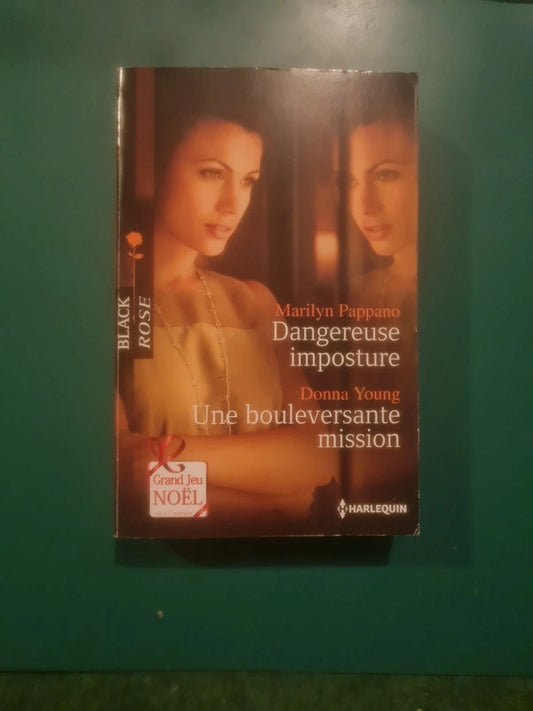 BLACK
ROSE
Marilyn Pappano
Dangereuse
imposture
Donna Young
Une bouleversante
mission
Grand Jeu
NOËL
HARLEQUIN